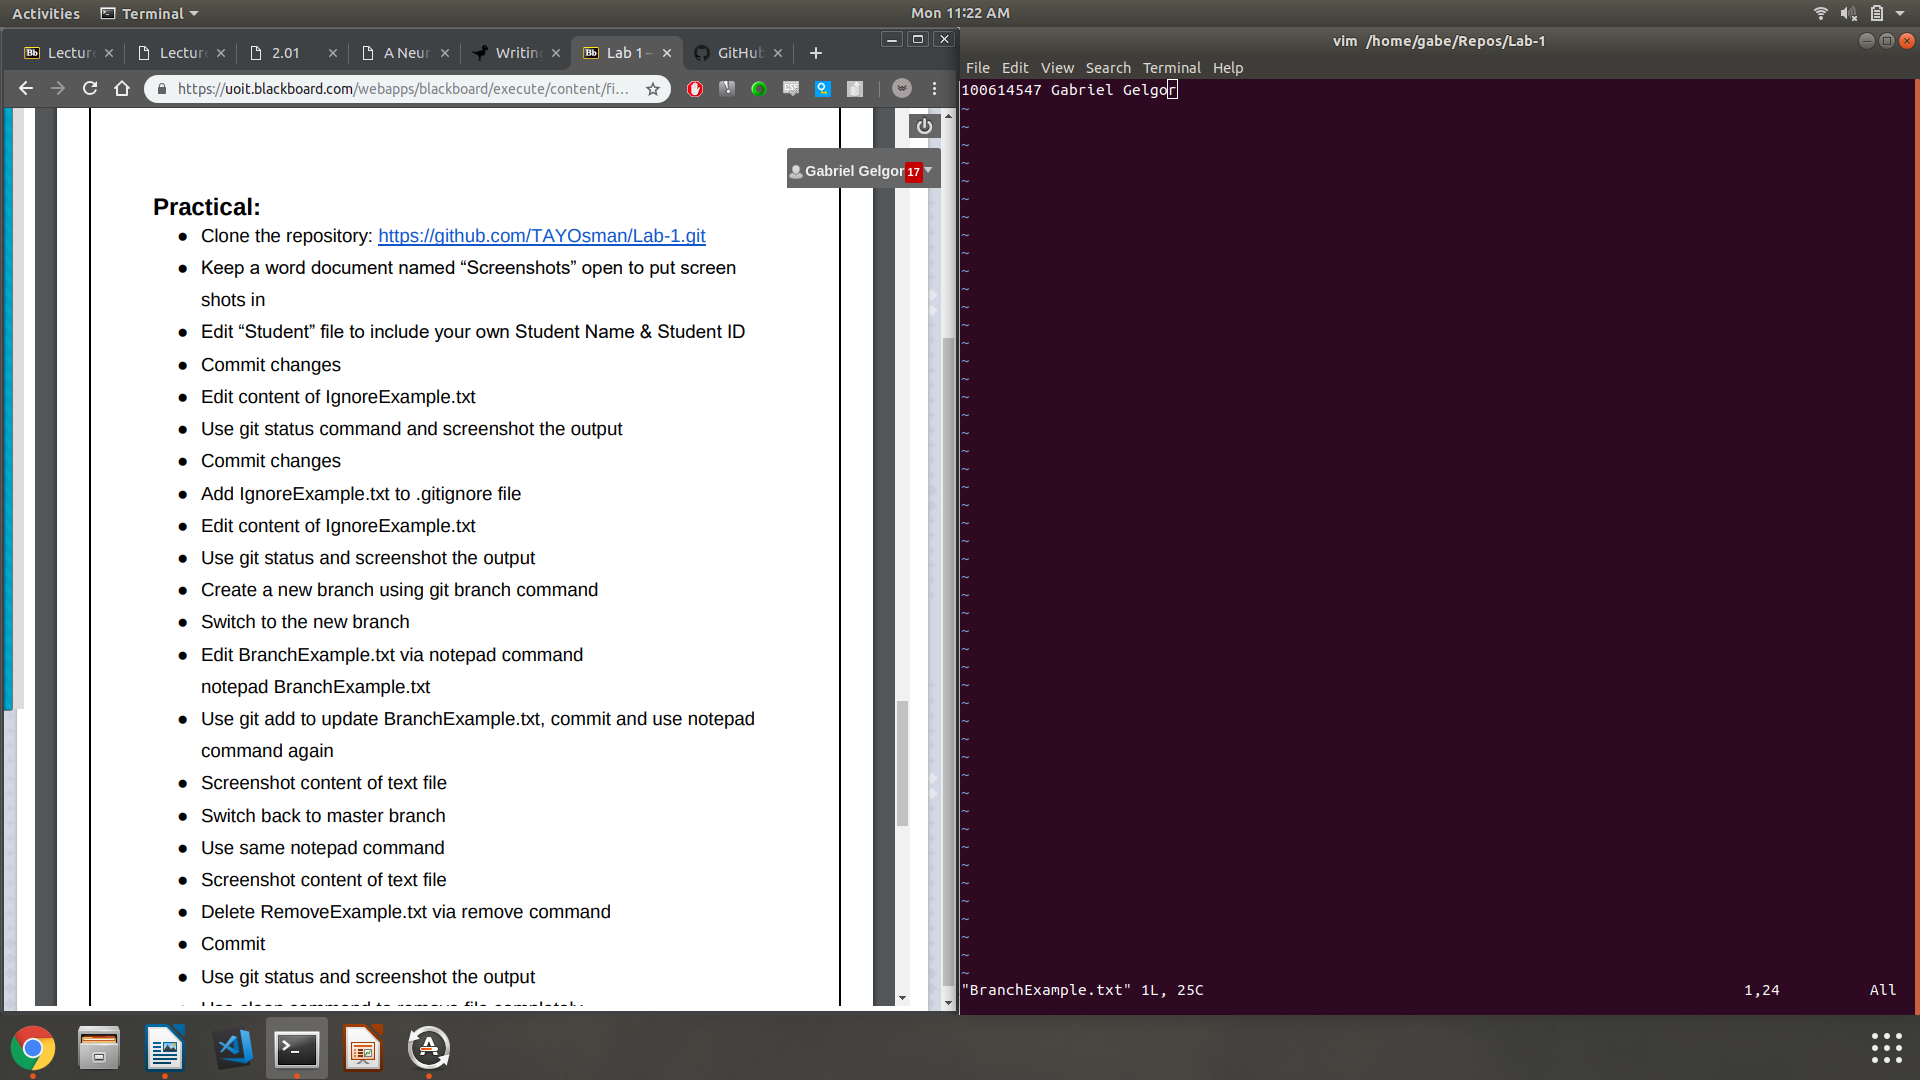 Activities Terminal Mon 11:22 AM
Lectur Lectur 2.01 A Neur Writin Lab 1 – GitHub
https://uoit.blackboard.com/webapps/blackboard/execute/content/fi...
Gabriel Gelgor 17
Practical:
● Clone the repository: https://github.com/TAYOsman/Lab-1.git
● Keep a word document named “Screenshots” open to put screen
shots in
● Edit “Student” file to include your own Student Name & Student ID
● Commit changes
● Edit content of IgnoreExample.txt
● Use git status command and screenshot the output
● Commit changes
● Add IgnoreExample.txt to .gitignore file
● Edit content of IgnoreExample.txt
● Use git status and screenshot the output
● Create a new branch using git branch command
● Switch to the new branch
● Edit BranchExample.txt via notepad command
notepad BranchExample.txt
● Use git add to update BranchExample.txt, commit and use notepad
command again
● Screenshot content of text file
● Switch back to master branch
● Use same notepad command
● Screenshot content of text file
● Delete RemoveExample.txt via remove command
● Commit
● Use git status and screenshot the output
● Use clean command to remove file completely
vim /home/gabe/Repos/Lab-1
File Edit View Search Terminal Help
100614547 Gabriel Gelgor
"BranchExample.txt" 1L, 25C 1,24 All